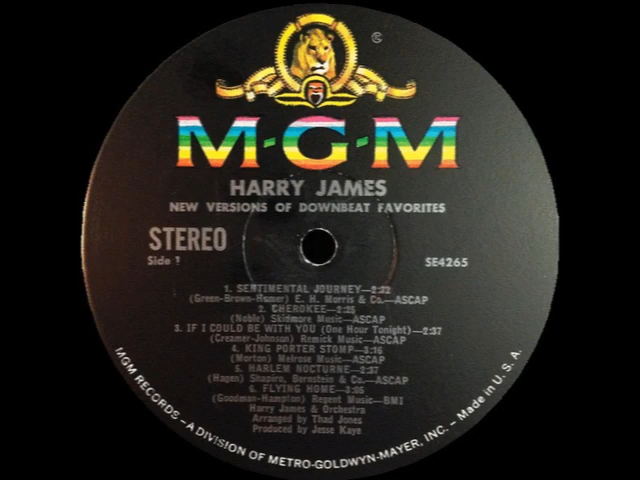 M·G·M
HARRY JAMES
NEW VERSIONS OF DOWNBEAT FAVORITES
STEREO
Side 1
SE4265
1. SENTIMENTAL JOURNEY—2:32
(Green-Brown-Homer) E. H. Morris & Co.—ASCAP
2. CHEROKEE—2:25
(Noble) Skidmore Music—ASCAP
3. IF I COULD BE WITH YOU (One Hour Tonight)—2:37
(Creamer-Johnson) Remick Music—ASCAP
4. KING PORTER STOMP—3:16
(Morton) Melrose Music—ASCAP
5. HARLEM NOCTURNE—2:37
(Hagen) Shapiro, Bernstein & Co.—ASCAP
6. FLYING HOME—3:05
(Goodman-Hampton) Regent Music—BMI
Harry James & Orchestra
Arranged by Thad Jones
Produced by Jesse Kaye
MGM RECORDS – A DIVISION OF METRO-GOLDWYN-MAYER, INC. – Made in U. S. A.